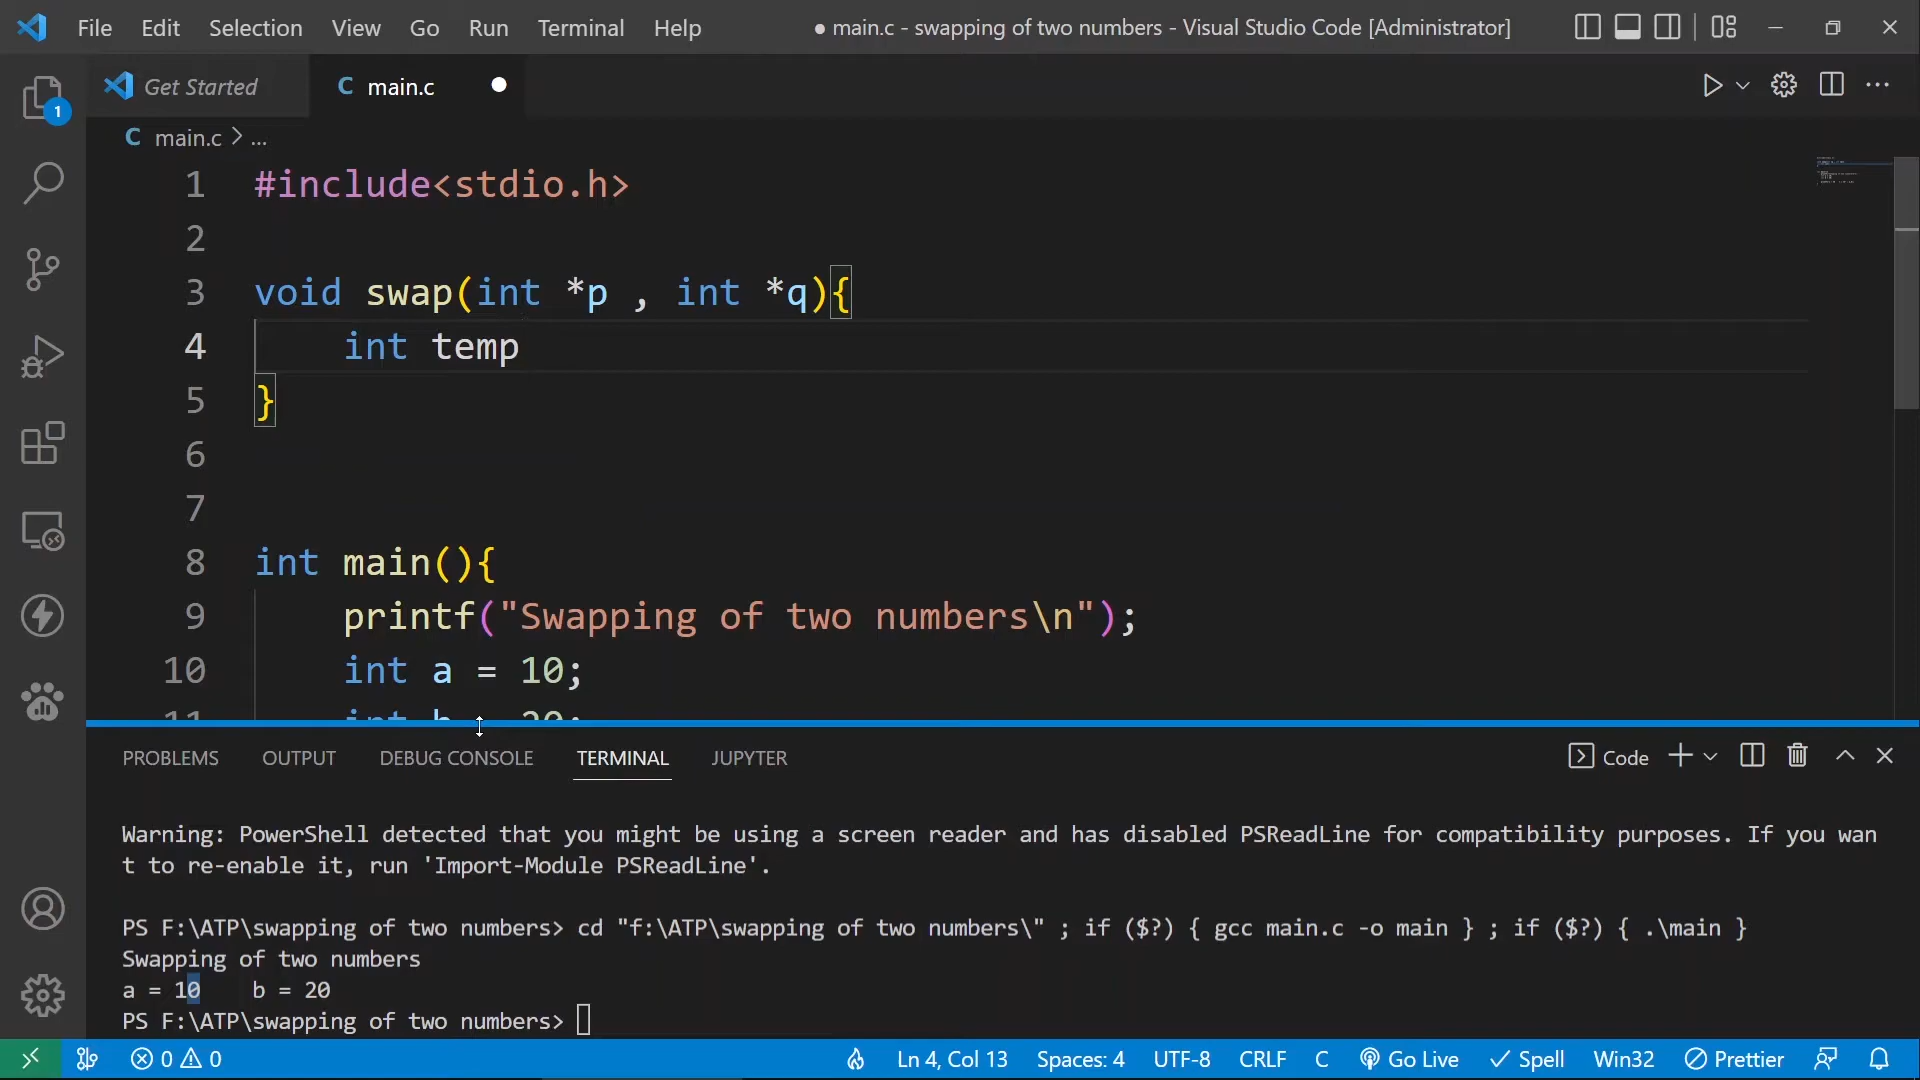 File Edit Selection View Go Run Terminal Help ● main.c - swapping of two numbers - Visual Studio Code [Administrator]
1
Get Started C main.c
C main.c > ...
1 #include<stdio.h>
2
3 void swap(int *p , int *q){
4 int temp
5 }
6
7
8 int main(){
9 printf("Swapping of two numbers\n");
10 int a = 10;
11 int b = 20;
PROBLEMS OUTPUT DEBUG CONSOLE TERMINAL JUPYTER Code
Warning: PowerShell detected that you might be using a screen reader and has disabled PSReadLine for compatibility purposes. If you wan
t to re-enable it, run 'Import-Module PSReadLine'.
PS F:\ATP\swapping of two numbers> cd "f:\ATP\swapping of two numbers\" ; if ($?) { gcc main.c -o main } ; if ($?) { .\main }
Swapping of two numbers
a = 10 b = 20
PS F:\ATP\swapping of two numbers>
0 0 Ln 4, Col 13 Spaces: 4 UTF-8 CRLF C Go Live Spell Win32 Prettier